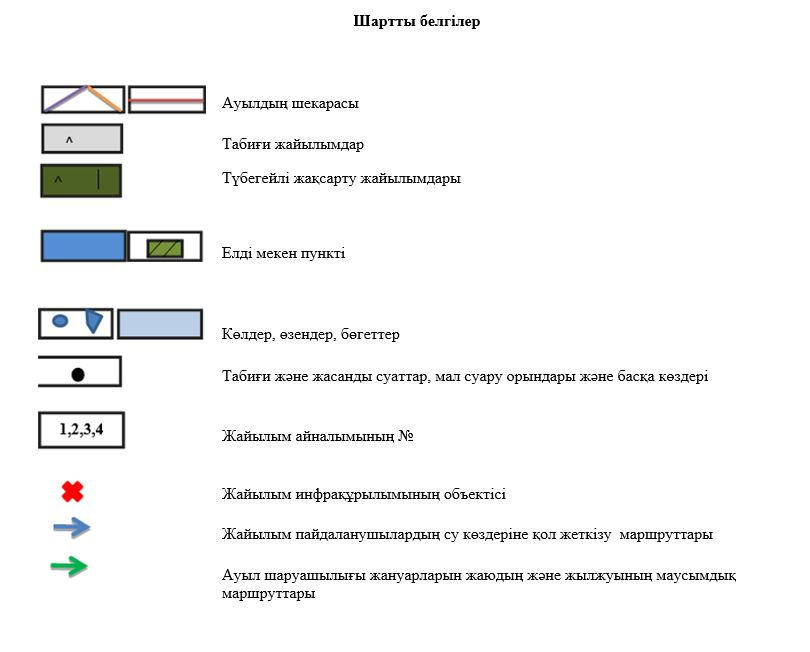 Шартты белгілер
Ауылдың шекарасы
^
Табиғи жайылымдар
^ |
Түбегейлі жақсарту жайылымдары
Елді мекен пункті
Көлдер, өзендер, бөгеттер
Табиғи және жасанды суаттар, мал суару орындары және басқа көздері
1,2,3,4
Жайылым айналымының №
Жайылым инфрақұрылымының объектісі
Жайылым пайдаланушылардың су көздеріне қол жеткізу маршруттары
Ауыл шаруашылығы жануарларын жаюдың және жылжуының маусымдық
маршруттары